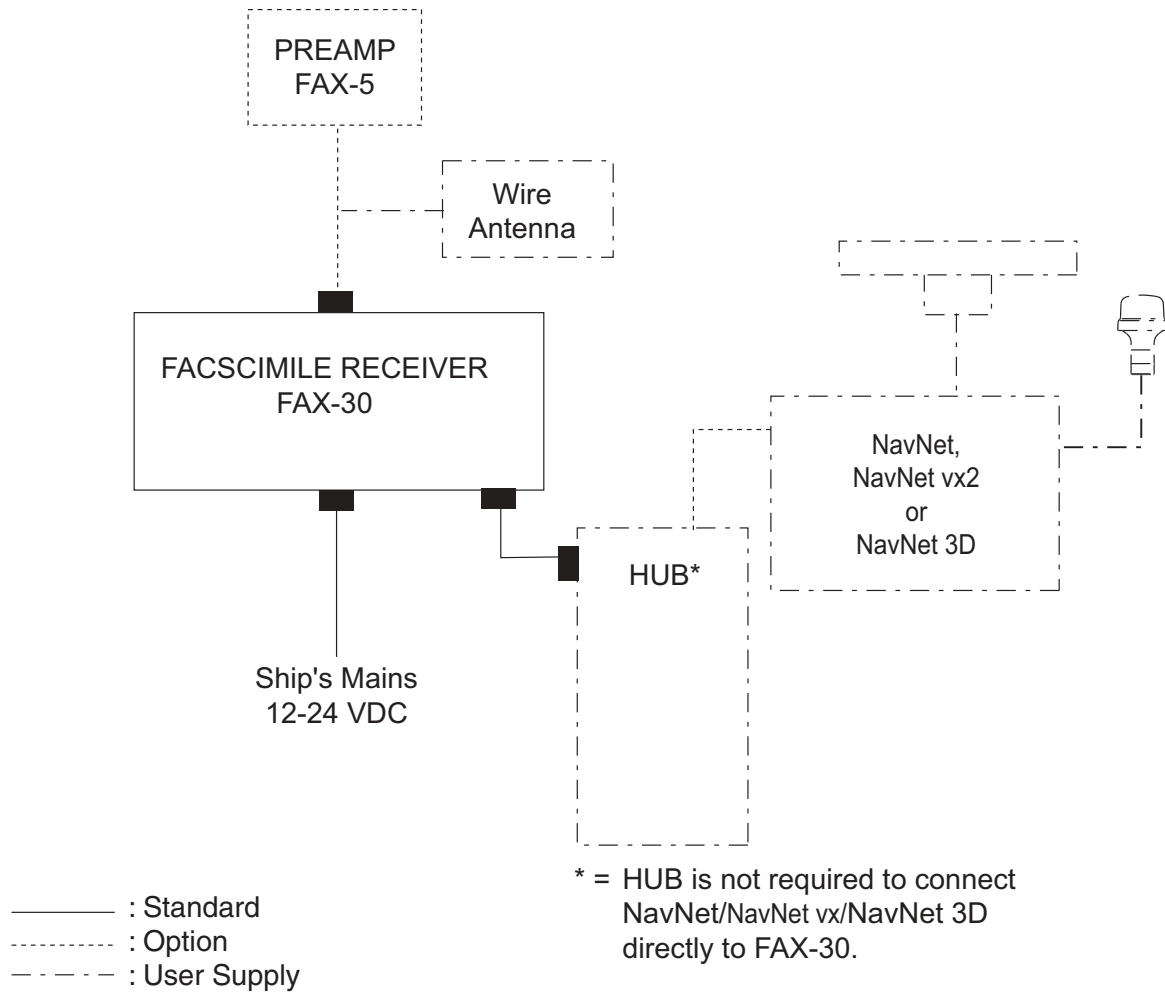 PREAMP
FAX-5
Wire
Antenna
FACSCIMILE RECEIVER
FAX-30
NavNet,
NavNet vx2
or
NavNet 3D
HUB*
Ship's Mains
12-24 VDC
* = HUB is not required to connect
NavNet/NavNet vx/NavNet 3D
directly to FAX-30.
: Standard
: Option
: User Supply